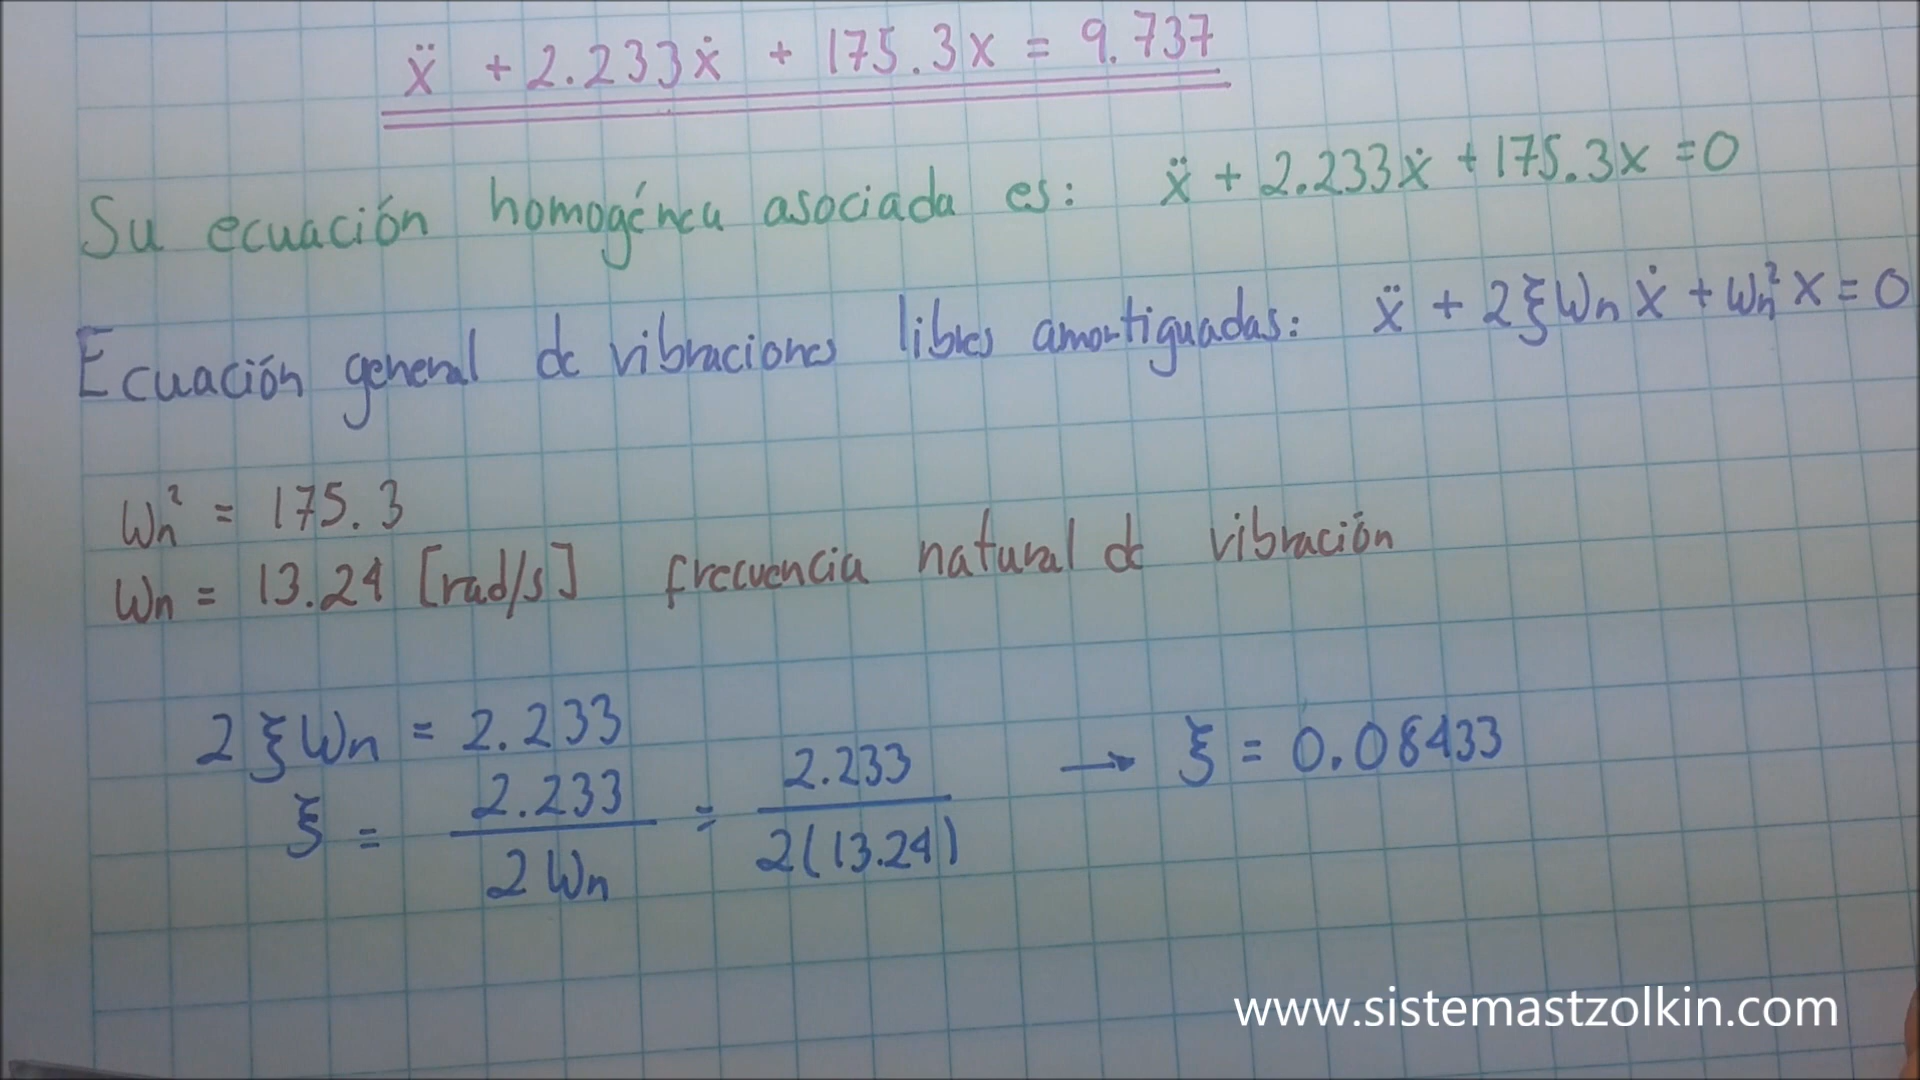 ẍ + 2.233ẋ + 175.3x = 9.737
Su ecuación homogénea asociada es: ẍ + 2.233ẋ + 175.3x = 0
Ecuación general de vibraciones libres amortiguadas: ẍ + 2ξWnẋ + Wn²x = 0
Wn² = 175.3
Wn = 13.24 [rad/s] frecuencia natural de vibración
2ξWn = 2.233
ξ = 2.233 / 2Wn = 2.233 / 2(13.24) → ξ = 0.08433
www.sistemastzolkin.com